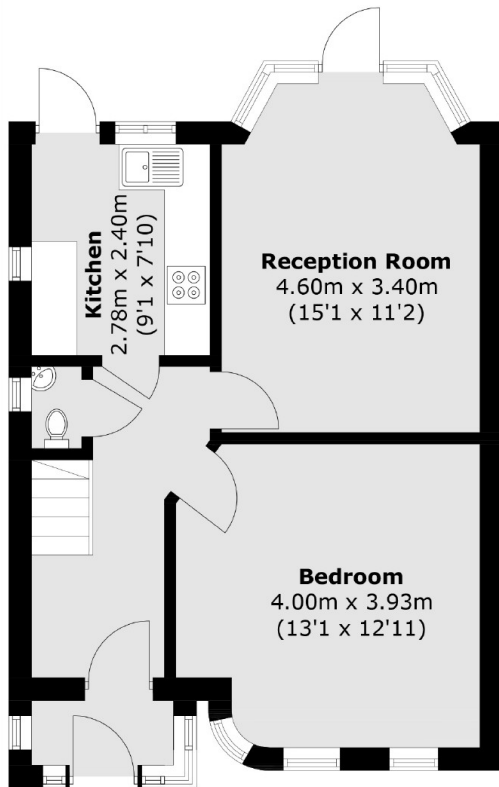 Kitchen
2.78m x 2.40m
(9'1 x 7'10)
Reception Room
4.60m x 3.40m
(15'1 x 11'2)
Bedroom
4.00m x 3.93m
(13'1 x 12'11)